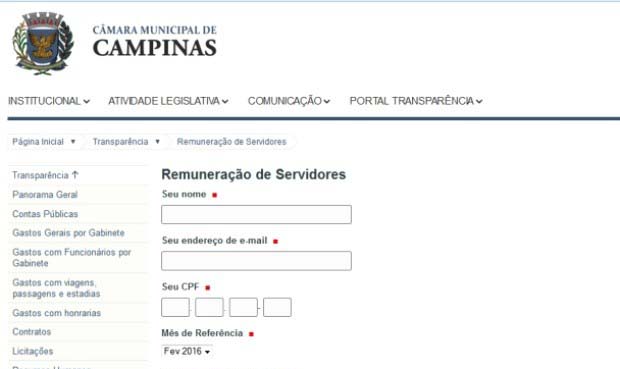 CÂMARA MUNICIPAL DE
CAMPINAS
INSTITUCIONAL ATIVIDADE LEGISLATIVA COMUNICAÇÃO PORTAL TRANSPARÊNCIA
Página Inicial Transparência Remuneração de Servidores
Transparência ↑
Panorama Geral
Contas Públicas
Gastos Gerais por Gabinete
Gastos com Funcionários por
Gabinete
Gastos com viagens,
passagens e estadias
Gastos com honrarias
Contratos
Licitações
Remuneração de Servidores
Seu nome
Seu endereço de e-mail
Seu CPF
. . -
Mês de Referência
Fev 2016